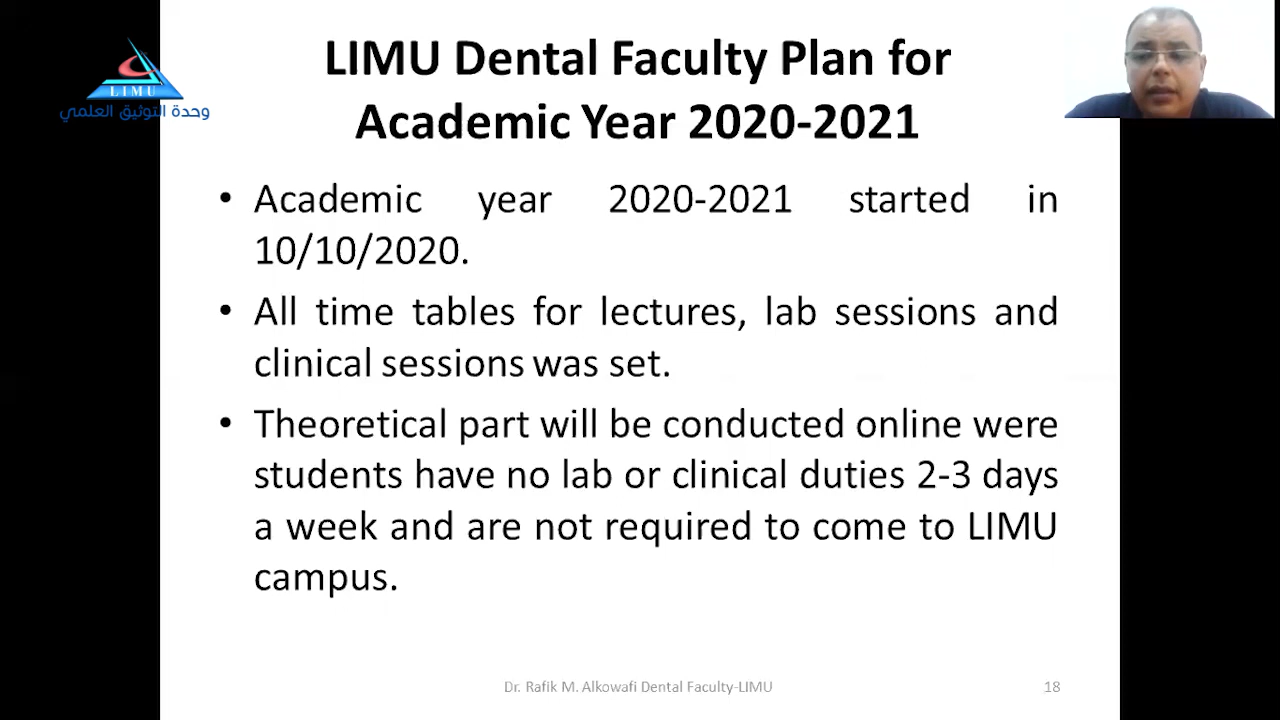 LIMU Dental Faculty Plan for
Academic Year 2020-2021
LIMU
وحدة التوثيق العلمي
• Academic year 2020-2021 started in
10/10/2020.
• All time tables for lectures, lab sessions and
clinical sessions was set.
• Theoretical part will be conducted online were
students have no lab or clinical duties 2-3 days
a week and are not required to come to LIMU
campus.
Dr. Rafik M. Alkowafi Dental Faculty-LIMU
18